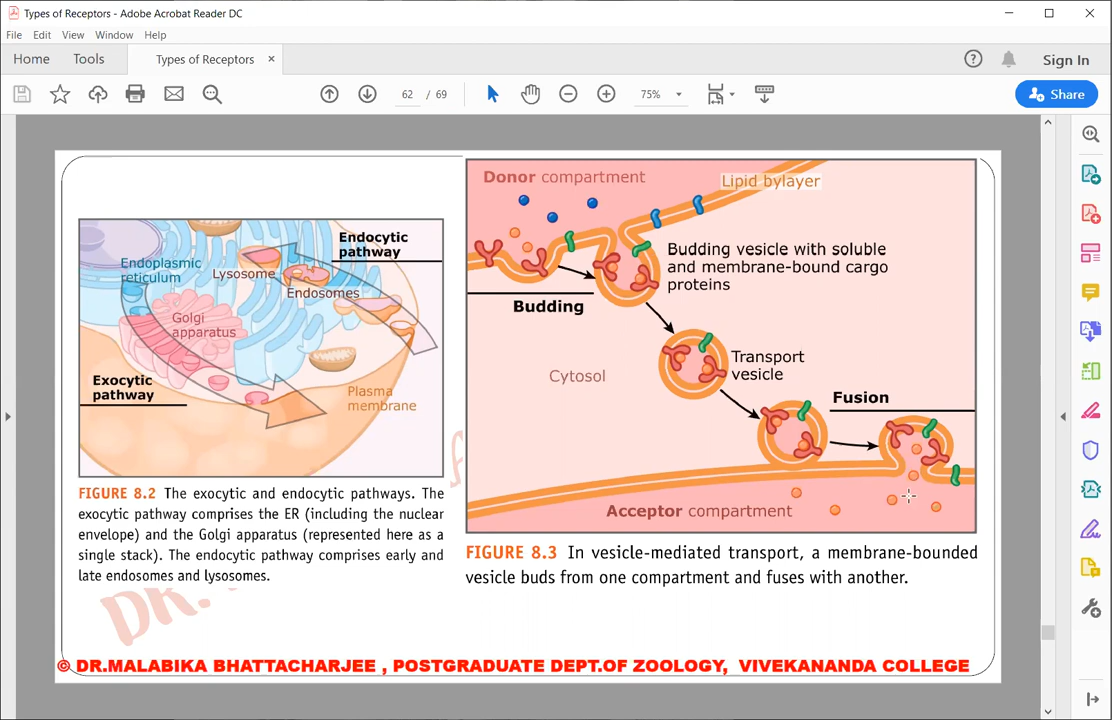 Types of Receptors - Adobe Acrobat Reader DC
File Edit View Window Help
Home Tools Types of Receptors × Sign In
62 / 69 75% Share
Donor compartment
Lipid bylayer
Budding vesicle with soluble
and membrane-bound cargo
proteins
Budding
Transport
vesicle
Cytosol
Fusion
Acceptor compartment
Endocytic
pathway
Endoplasmic
reticulum
Lysosome
Endosomes
Golgi
apparatus
Exocytic
pathway
Plasma
membrane
FIGURE 8.2 The exocytic and endocytic pathways. The
exocytic pathway comprises the ER (including the nuclear
envelope) and the Golgi apparatus (represented here as a
single stack). The endocytic pathway comprises early and
late endosomes and lysosomes.
FIGURE 8.3 In vesicle-mediated transport, a membrane-bounded
vesicle buds from one compartment and fuses with another.
DR.
© DR.MALABIKA BHATTACHARJEE , POSTGRADUATE DEPT.OF ZOOLOGY, VIVEKANANDA COLLEGE